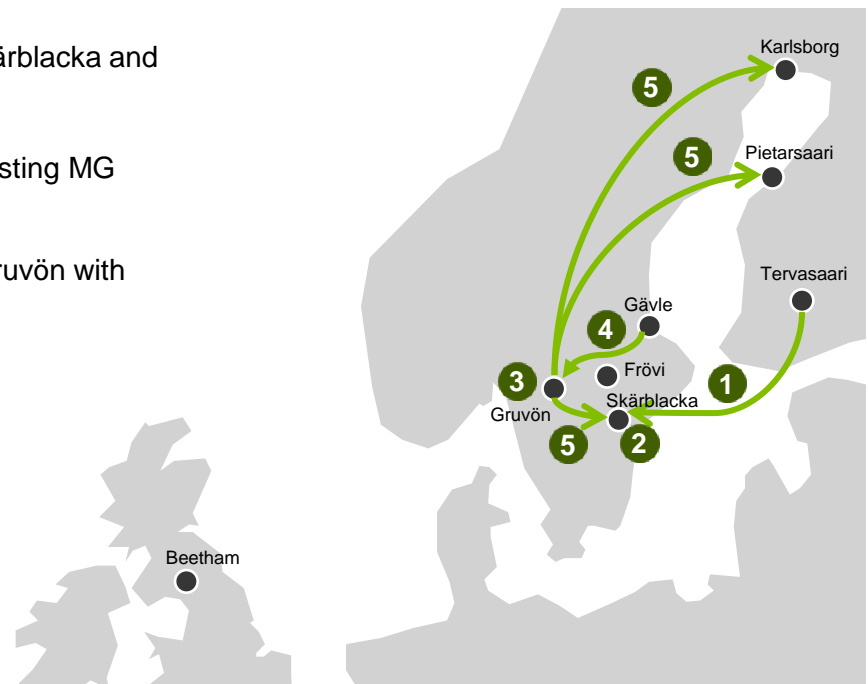 ärblacka and
sting MG
ruvön with
Karlsborg
5
Pietarsaari
5
Tervasaari
Gävle
4
Frövi
1
3
Skärblacka
Gruvön
5
2
Beetham